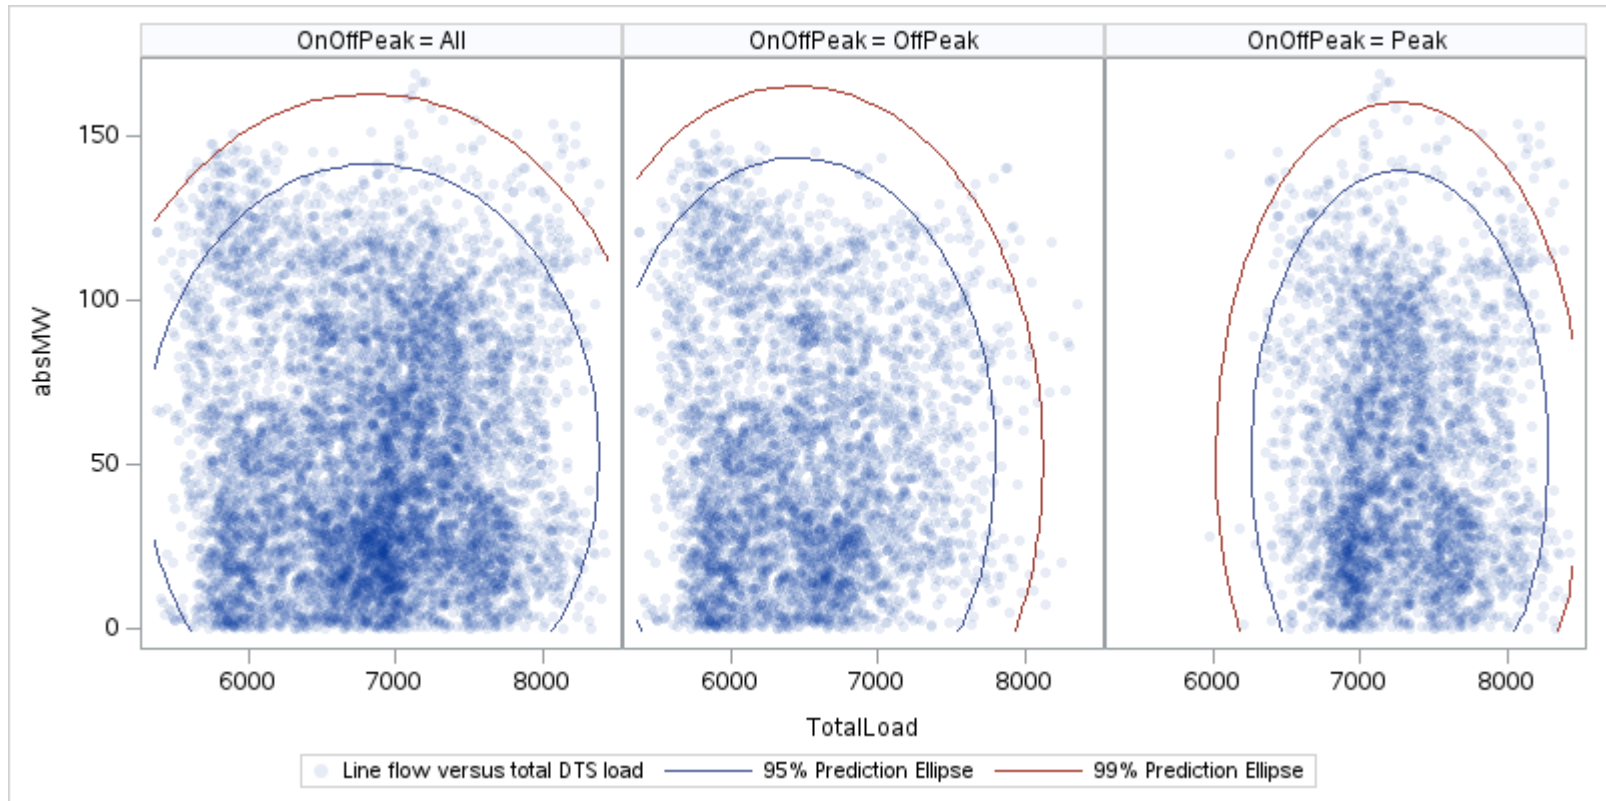 OnOffPeak = All
OnOffPeak = OffPeak
OnOffPeak = Peak
absMW
150
100
50
0
6000 7000 8000
6000 7000 8000
6000 7000 8000
TotalLoad
Line flow versus total DTS load 95% Prediction Ellipse 99% Prediction Ellipse